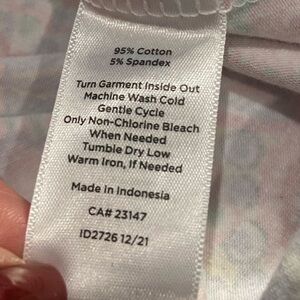 95% Cotton
5% Spandex
Turn Garment Inside Out
Machine Wash Cold
Gentle Cycle
Only Non-Chlorine Bleach
When Needed
Tumble Dry Low
Warm Iron, If Needed
Made in Indonesia
CA# 23147
ID2726 12/21